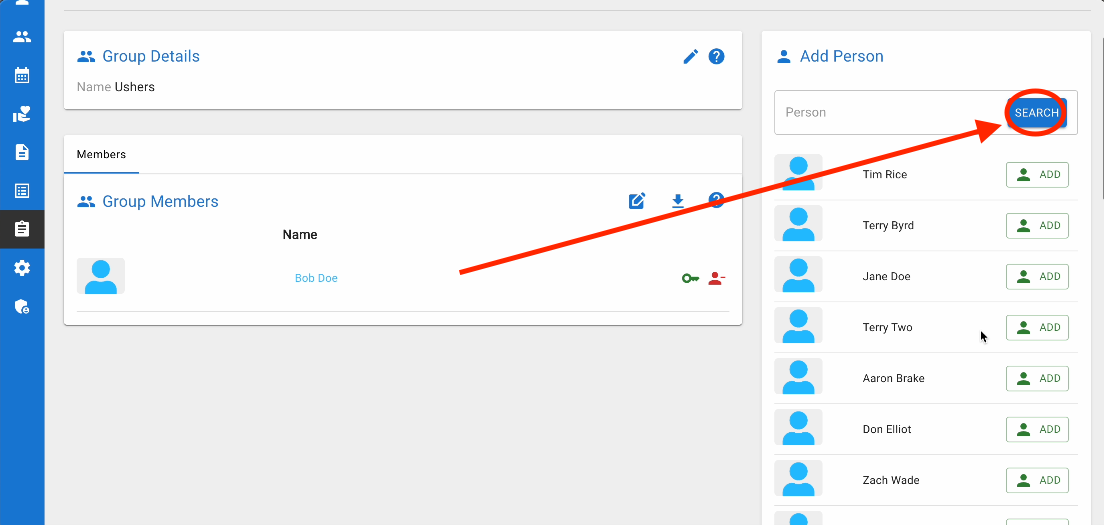 Group Details
Name Ushers
Members
Group Members
Name
Bob Doe
Add Person
Person
SEARCH
Tim Rice
ADD
Terry Byrd
ADD
Jane Doe
ADD
Terry Two
ADD
Aaron Brake
ADD
Don Elliot
ADD
Zach Wade
ADD